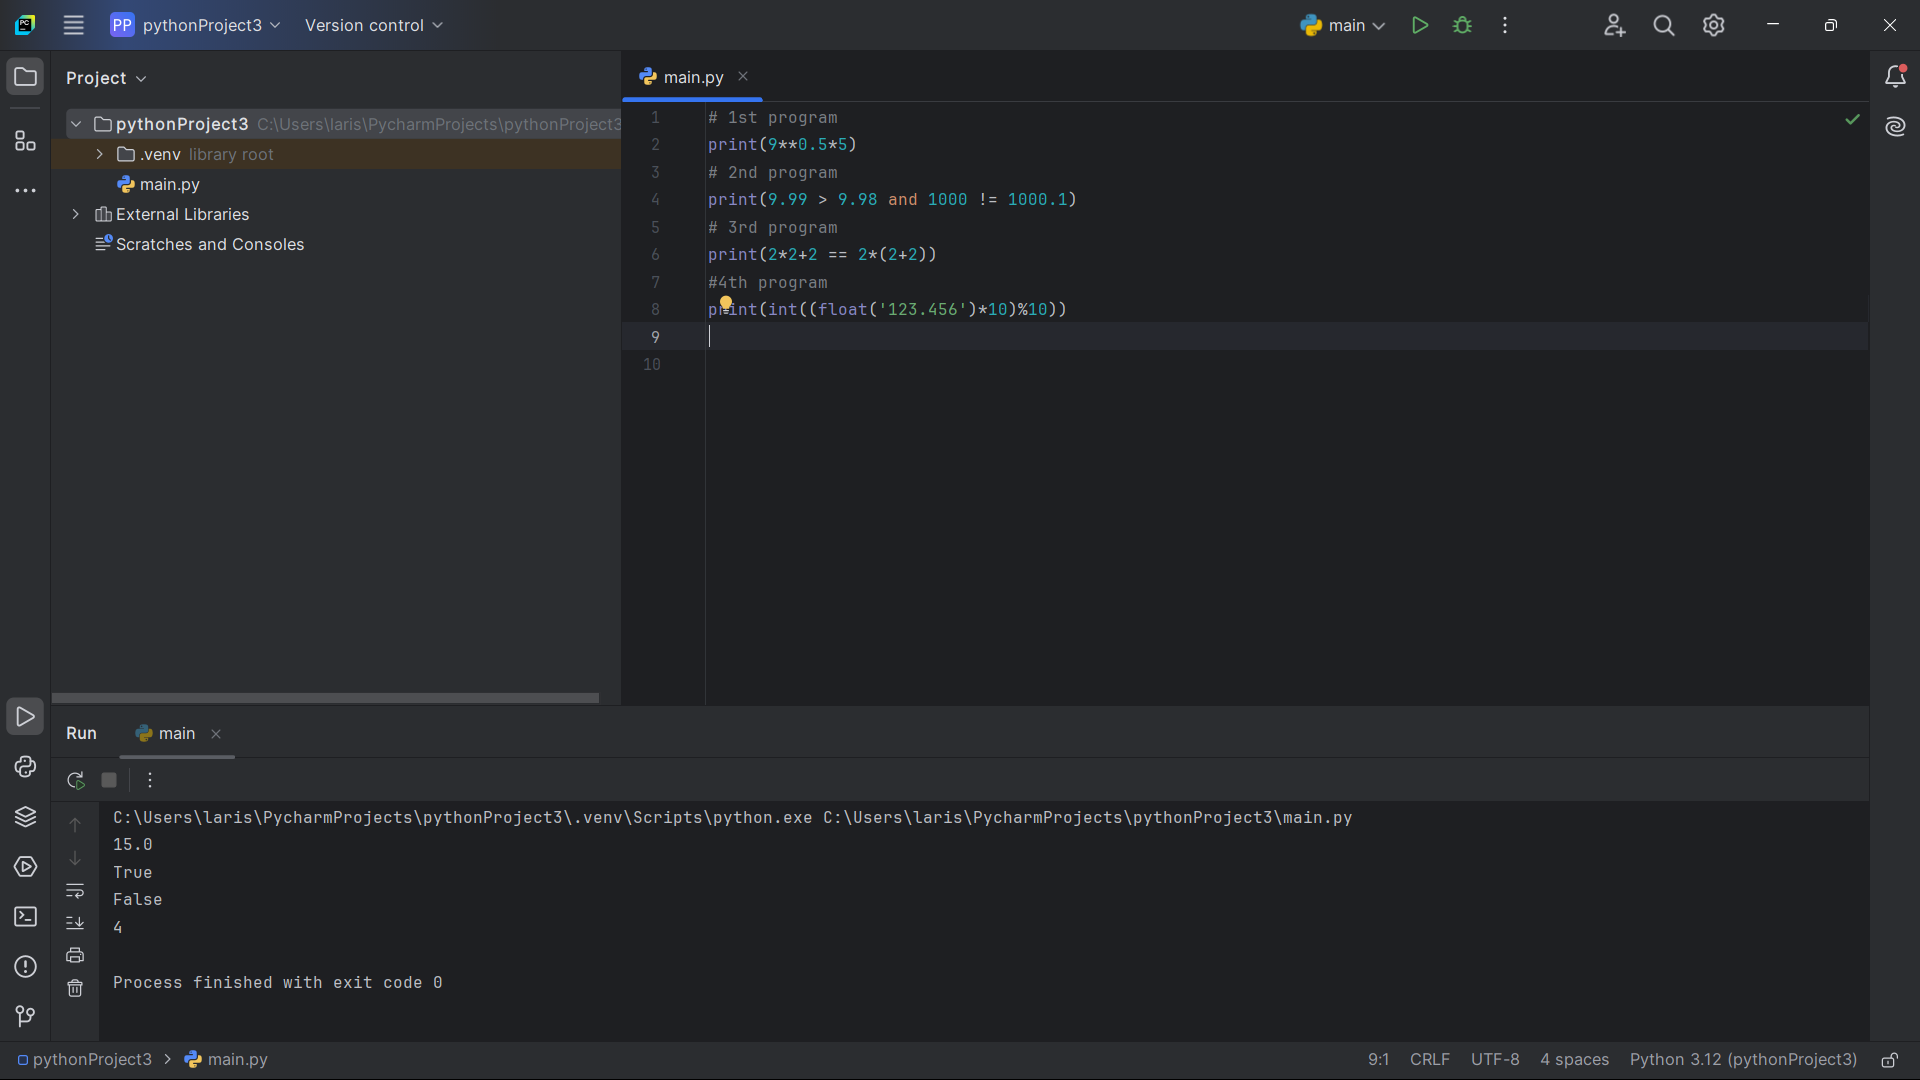 PP pythonProject3 Version control main
Project
main.py
pythonProject3 C:\Users\laris\PycharmProjects\pythonProject3
.venv library root
main.py
External Libraries
Scratches and Consoles
1 # 1st program
2 print(9**0.5*5)
3 # 2nd program
4 print(9.99 > 9.98 and 1000 != 1000.1)
5 # 3rd program
6 print(2*2+2 == 2*(2+2))
7 #4th program
8 print(int((float('123.456')*10)%10))
9
10
Run main
C:\Users\laris\PycharmProjects\pythonProject3\.venv\Scripts\python.exe C:\Users\laris\PycharmProjects\pythonProject3\main.py
15.0
True
False
4
Process finished with exit code 0
pythonProject3 > main.py 9:1 CRLF UTF-8 4 spaces Python 3.12 (pythonProject3)